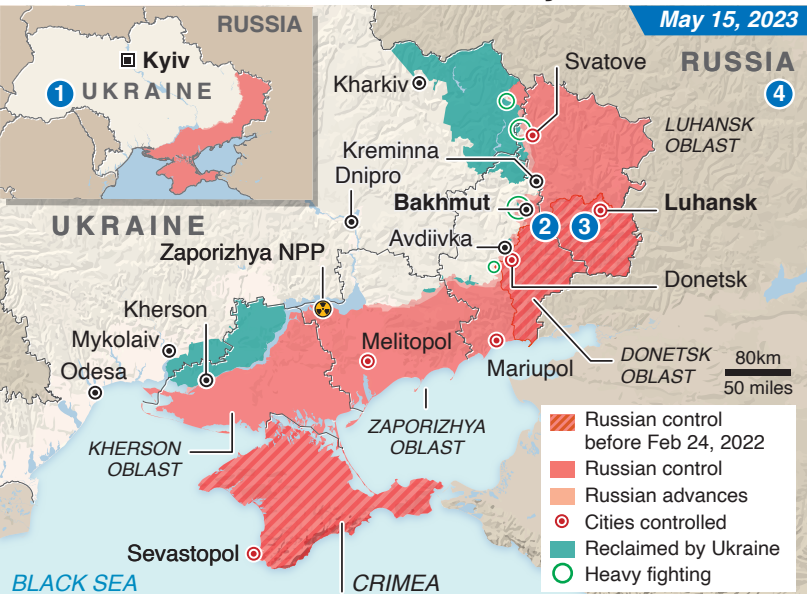 May 15, 2023
RUSSIA
Kyiv
1
UKRAINE
RUSSIA
4
Svatove
Kharkiv
LUHANSK
OBLAST
Kreminna
Dnipro
Bakhmut
Luhansk
2
3
UKRAINE
Avdiivka
Zaporizhya NPP
Donetsk
Kherson
Mykolaiv
Melitopol
Odesa
Mariupol
DONETSK
OBLAST
80km
50 miles
ZAPORIZHYA
OBLAST
KHERSON
OBLAST
Russian control
before Feb 24, 2022
Russian control
Russian advances
Cities controlled
Reclaimed by Ukraine
Heavy fighting
Sevastopol
BLACK SEA
CRIMEA